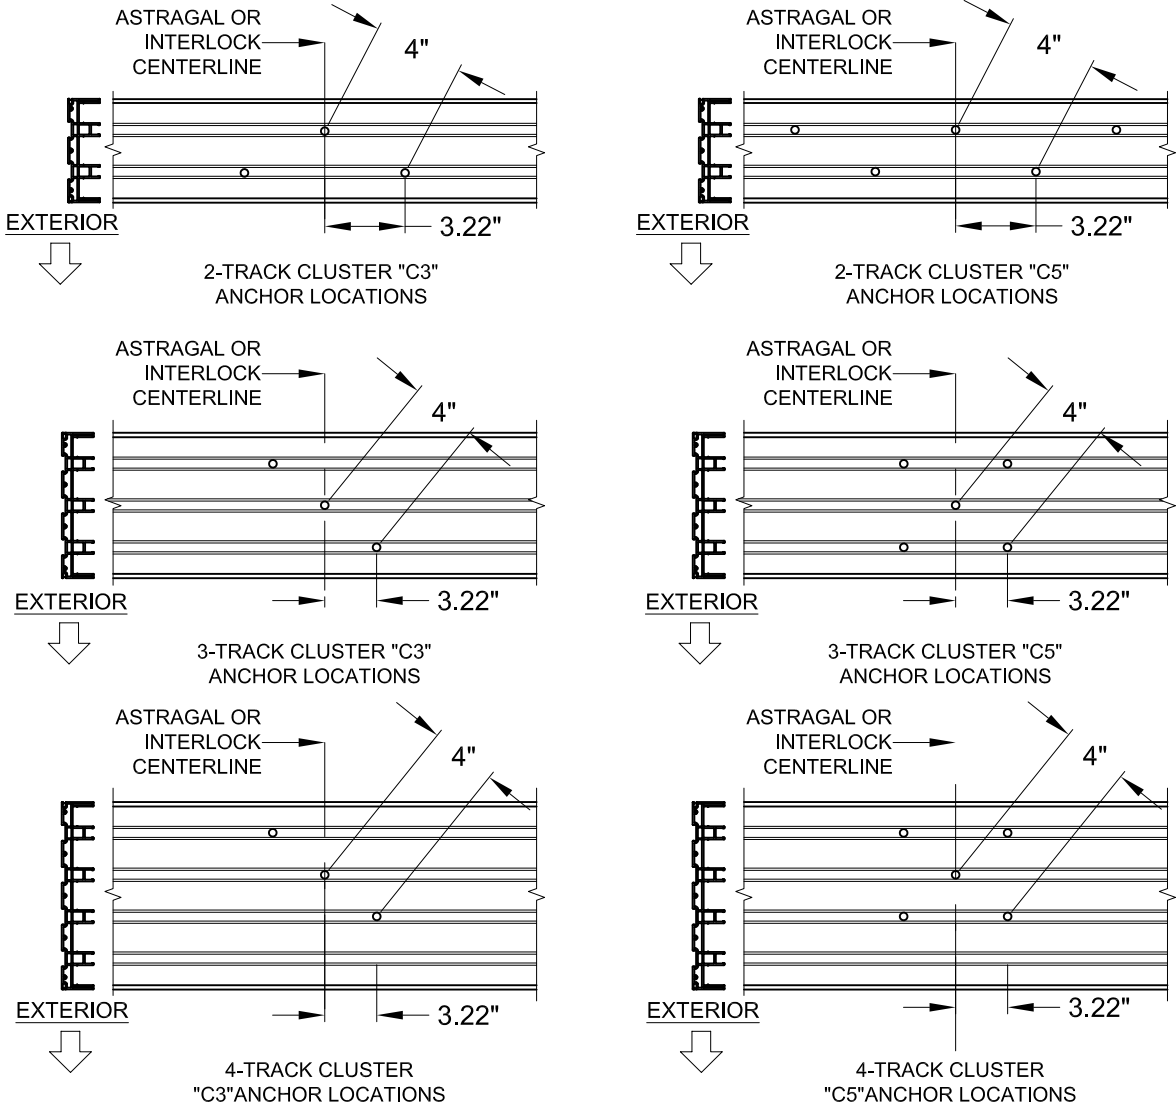 ASTRAGAL OR
INTERLOCK
CENTERLINE
4"
EXTERIOR
3.22"
2-TRACK CLUSTER "C3"
ANCHOR LOCATIONS
ASTRAGAL OR
INTERLOCK
CENTERLINE
4"
EXTERIOR
3.22"
2-TRACK CLUSTER "C5"
ANCHOR LOCATIONS
ASTRAGAL OR
INTERLOCK
CENTERLINE
4"
EXTERIOR
3.22"
3-TRACK CLUSTER "C3"
ANCHOR LOCATIONS
ASTRAGAL OR
INTERLOCK
CENTERLINE
4"
EXTERIOR
3.22"
3-TRACK CLUSTER "C5"
ANCHOR LOCATIONS
ASTRAGAL OR
INTERLOCK
CENTERLINE
4"
EXTERIOR
3.22"
4-TRACK CLUSTER
"C3"ANCHOR LOCATIONS
ASTRAGAL OR
INTERLOCK
CENTERLINE
4"
EXTERIOR
3.22"
4-TRACK CLUSTER
"C5"ANCHOR LOCATIONS